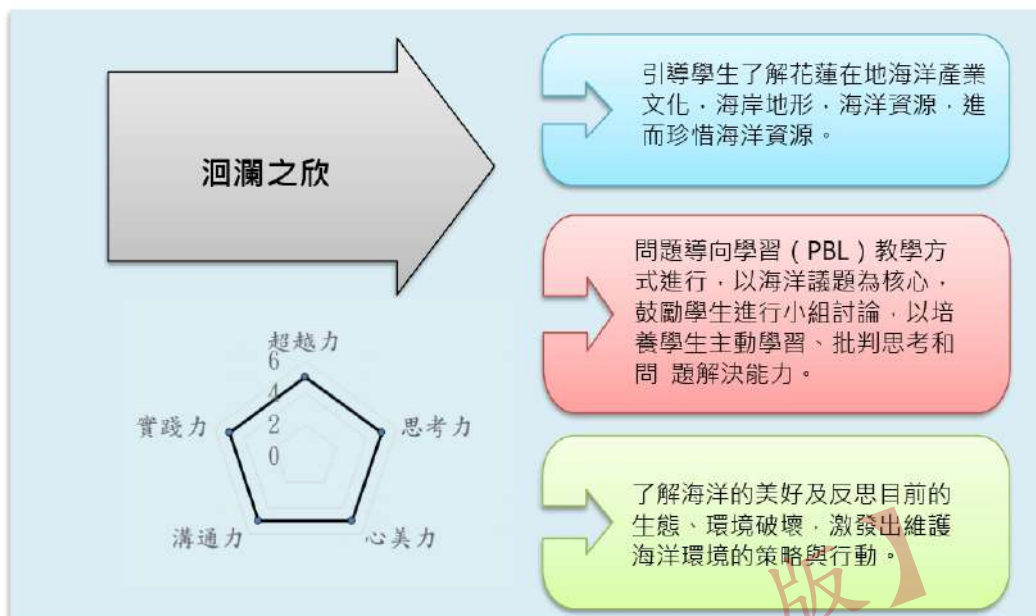 洄瀾之欣
引導學生了解花蓮在地海洋產業
文化，海岸地形，海洋資源，進
而珍惜海洋資源。
問題導向學習（PBL）教學方
式進行，以海洋議題為核心，
鼓勵學生進行小組討論，以培
養學生主動學習、批判思考和
問 題解決能力。
了解海洋的美好及反思目前的
生態、環境破壞，激發出維護
海洋環境的策略與行動。
超越力
6
4
2
0
實踐力
思考力
溝通力
心美力
版】